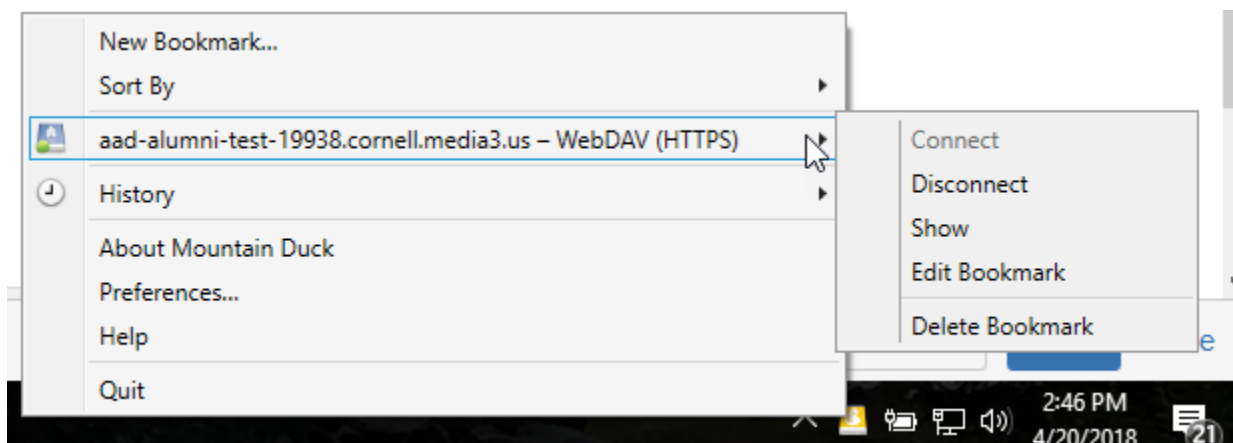 New Bookmark...
Sort By
aad-alumni-test-19938.cornell.media3.us – WebDAV (HTTPS)
History
About Mountain Duck
Preferences...
Help
Quit
Connect
Disconnect
Show
Edit Bookmark
Delete Bookmark
e
2:46 PM
4/20/2018
21